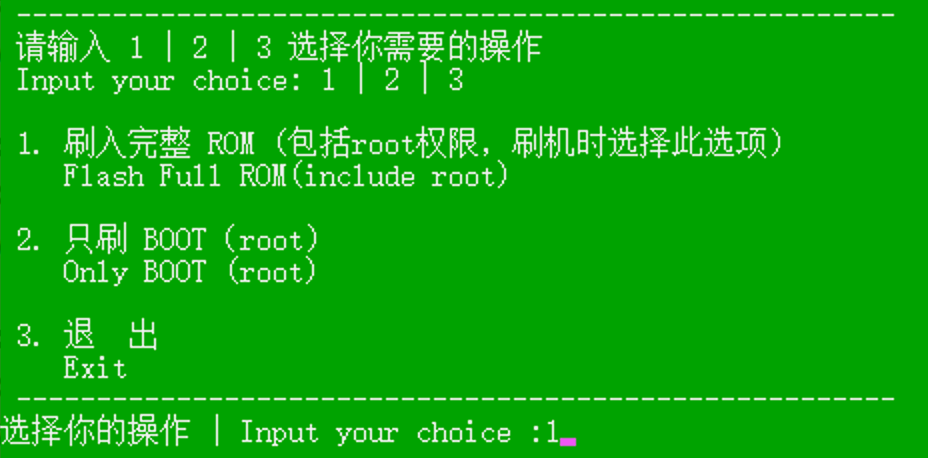 --------------------------------------------------------
请输入 1 | 2 | 3 选择你需要的操作
Input your choice: 1 | 2 | 3
1. 刷入完整 ROM (包括root权限，刷机时选择此选项)
Flash Full ROM(include root)
2. 只刷 BOOT (root)
Only BOOT (root)
3. 退  出
Exit
--------------------------------------------------------
选择你的操作 | Input your choice :1